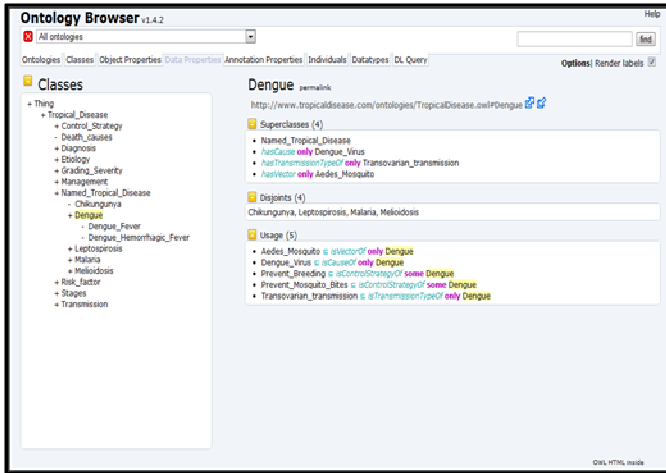 Ontology Browser v1.4.2
Help
All ontologies
find
Ontologies Classes Object Properties Data Properties Annotation Properties Individuals Datatypes DL Query
Options| Render labels
Classes
+ Thing
+ Tropical_Disease
+ Control_Strategy
- Death_causes
+ Diagnosis
+ Etiology
+ Grading_Severity
+ Management
+ Named_Tropical_Disease
- Chikungunya
+ Dengue
- Dengue_Fever
- Dengue_Hemorrhagic_Fever
+ Leptospirosis
+ Malaria
+ Melioidosis
+ Risk_factor
+ Stages
+ Transmission
Dengue permalink
http://www.tropicaldisease.com/ontologies/TropicalDisease.owl#Dengue
Superclasses (4)
• Named_Tropical_Disease
• hasCause only Dengue_Virus
• hasTransmissionTypeOf only Transovarian_transmission
• hasVector only Aedes_Mosquito
Disjoints (4)
Chikungunya, Leptospirosis, Malaria, Melioidosis
Usage (5)
• Aedes_Mosquito ⊑ isVectorOf only Dengue
• Dengue_Virus ⊑ isCauseOf only Dengue
• Prevent_Breeding ⊑ isControlStrategyOf some Dengue
• Prevent_Mosquito_Bites ⊑ isControlStrategyOf some Dengue
• Transovarian_transmission ⊑ isTransmissionTypeOf only Dengue
OWL HTML inside